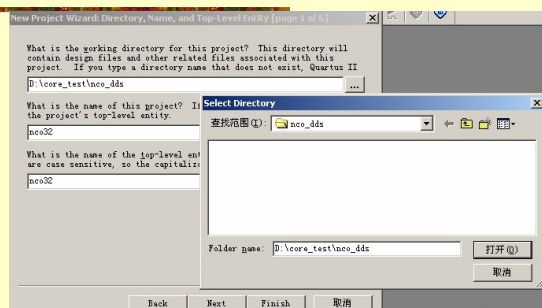 New Project Wizard: Directory, Name, and Top-Level Entity [page 1 of 6]
What is the working directory for this project? This directory will
contain design files and other related files associated with this
project. If you type a directory name that does not exist, Quartus II
D:\core_test\nco_dds
...
What is the name of this project? I
the project's top-level entity.
nco32
What is the name of the top-level ent
are case sensitive, so the capitaliz
nco32
Back
Next
Finish
取消
Select Directory
查找范围(I):
nco_dds
Folder name:
D:\core_test\nco_dds
打开(O)
取消